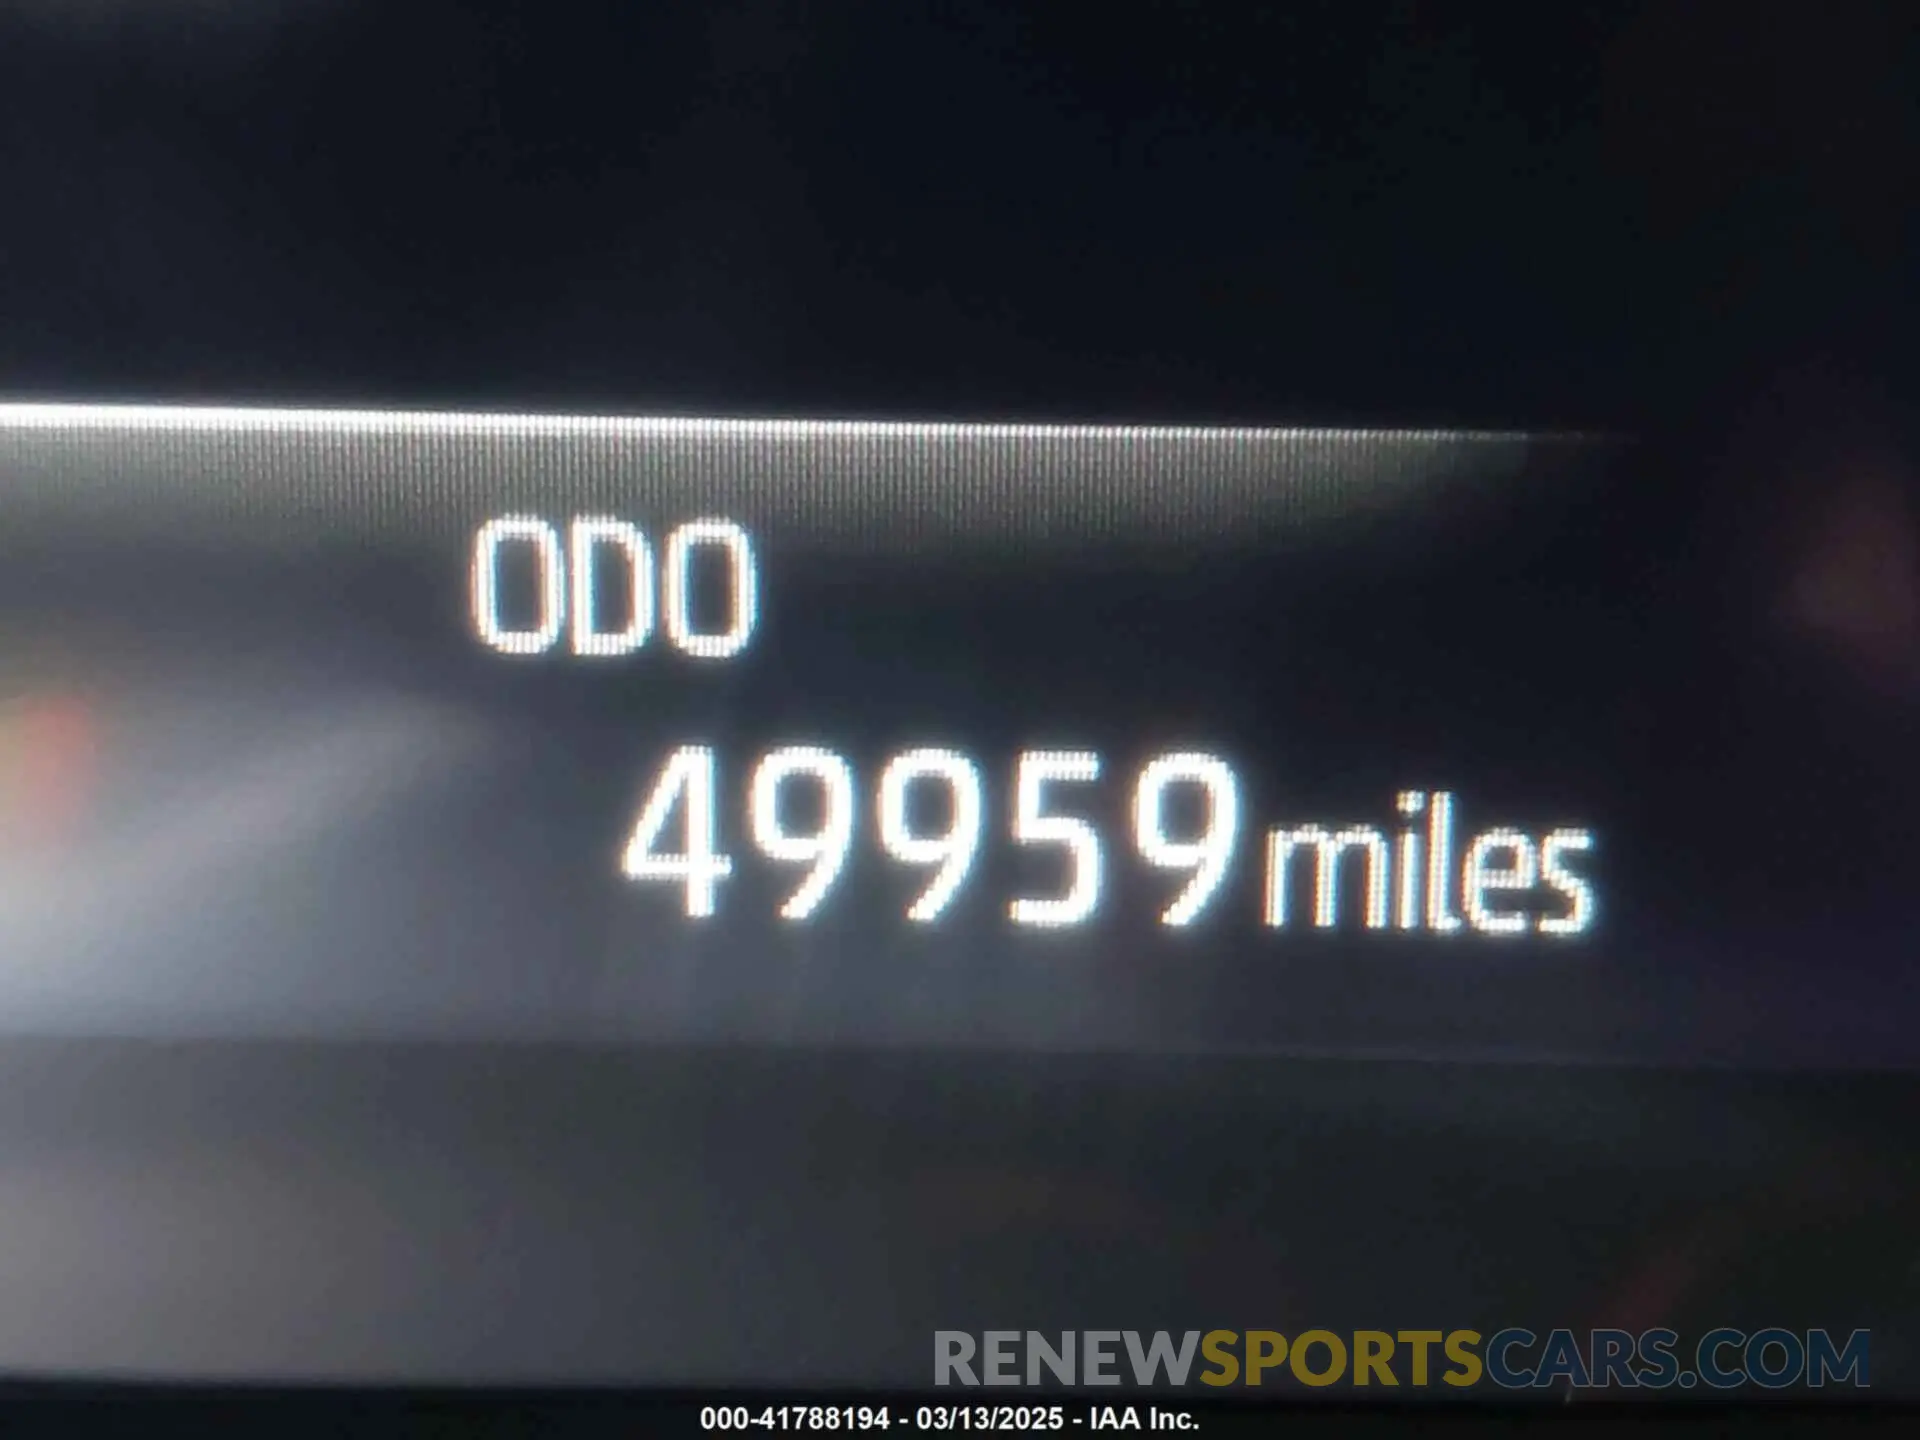 ODO
49959 miles
RENEWSPORTSCARS.COM
000-41788194 - 03/13/2025 - IAA Inc.